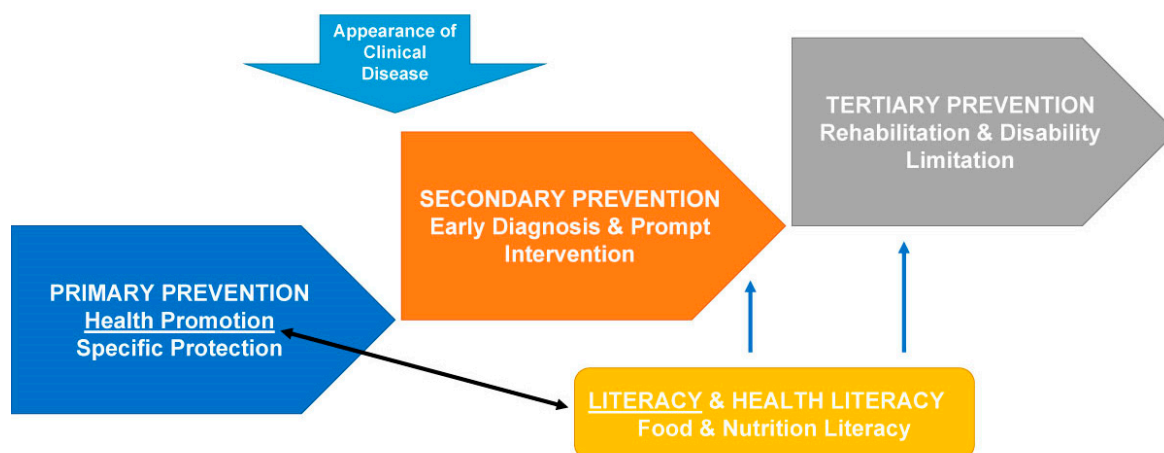 Appearance of
Clinical
Disease
TERTIARY PREVENTION
Rehabilitation & Disability
Limitation
SECONDARY PREVENTION
Early Diagnosis & Prompt
Intervention
PRIMARY PREVENTION
Health Promotion
Specific Protection
LITERACY & HEALTH LITERACY
Food & Nutrition Literacy